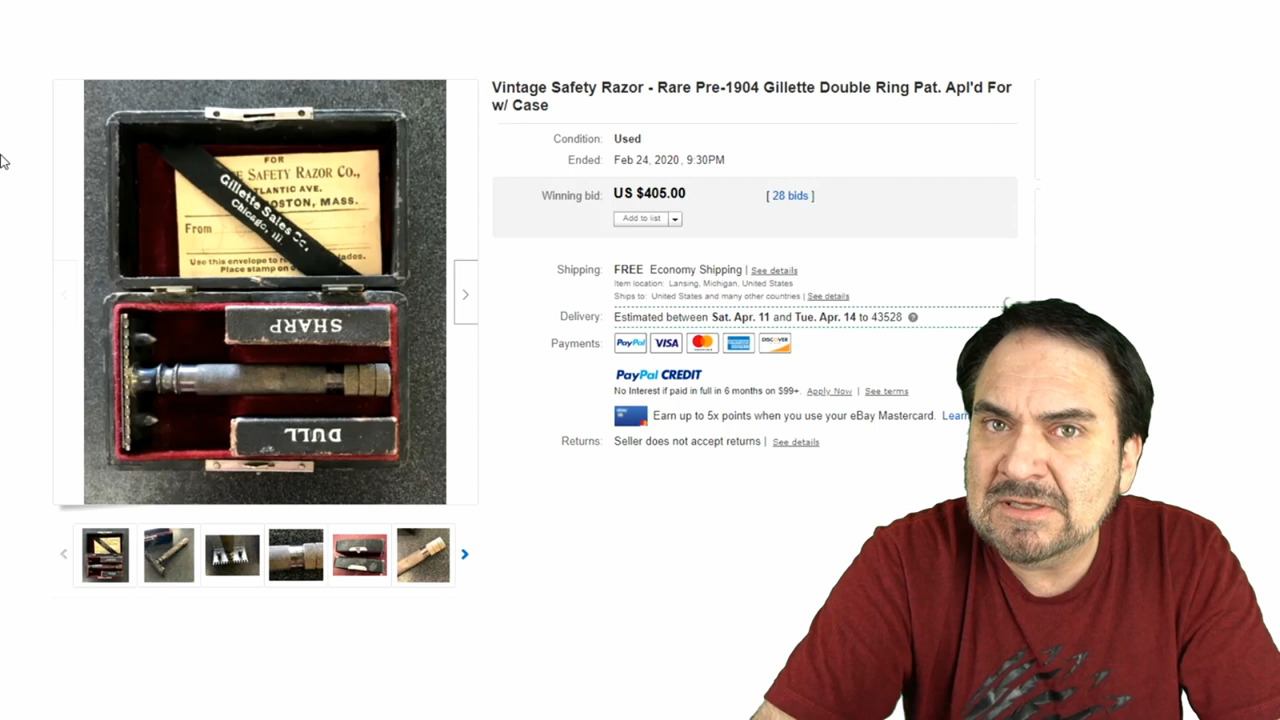 Vintage Safety Razor - Rare Pre-1904 Gillette Double Ring Pat. Apl'd For
w/ Case
Condition: Used
Ended: Feb 24, 2020 , 9:30PM
Winning bid: US $405.00 [ 28 bids ]
Add to list
Shipping: FREE Economy Shipping | See details
Item location: Lansing, Michigan, United States
Ships to: United States and many other countries | See details
Delivery: Estimated between Sat. Apr. 11 and Tue. Apr. 14 to 43528
Payments: PayPal VISA MasterCard DISCOVER
PayPal CREDIT
No Interest if paid in full in 6 months on $99+. Apply Now | See terms
Earn up to 5x points when you use your eBay Mastercard. Learn
Returns: Seller does not accept returns | See details
FOR
E SAFETY RAZOR CO.,
TLANTIC AVE.
OSTON, MASS.
Gillette Sales Co.
Chicago, Ill.
From
Use this envelope to
Place stamp on
SHARP
DULL